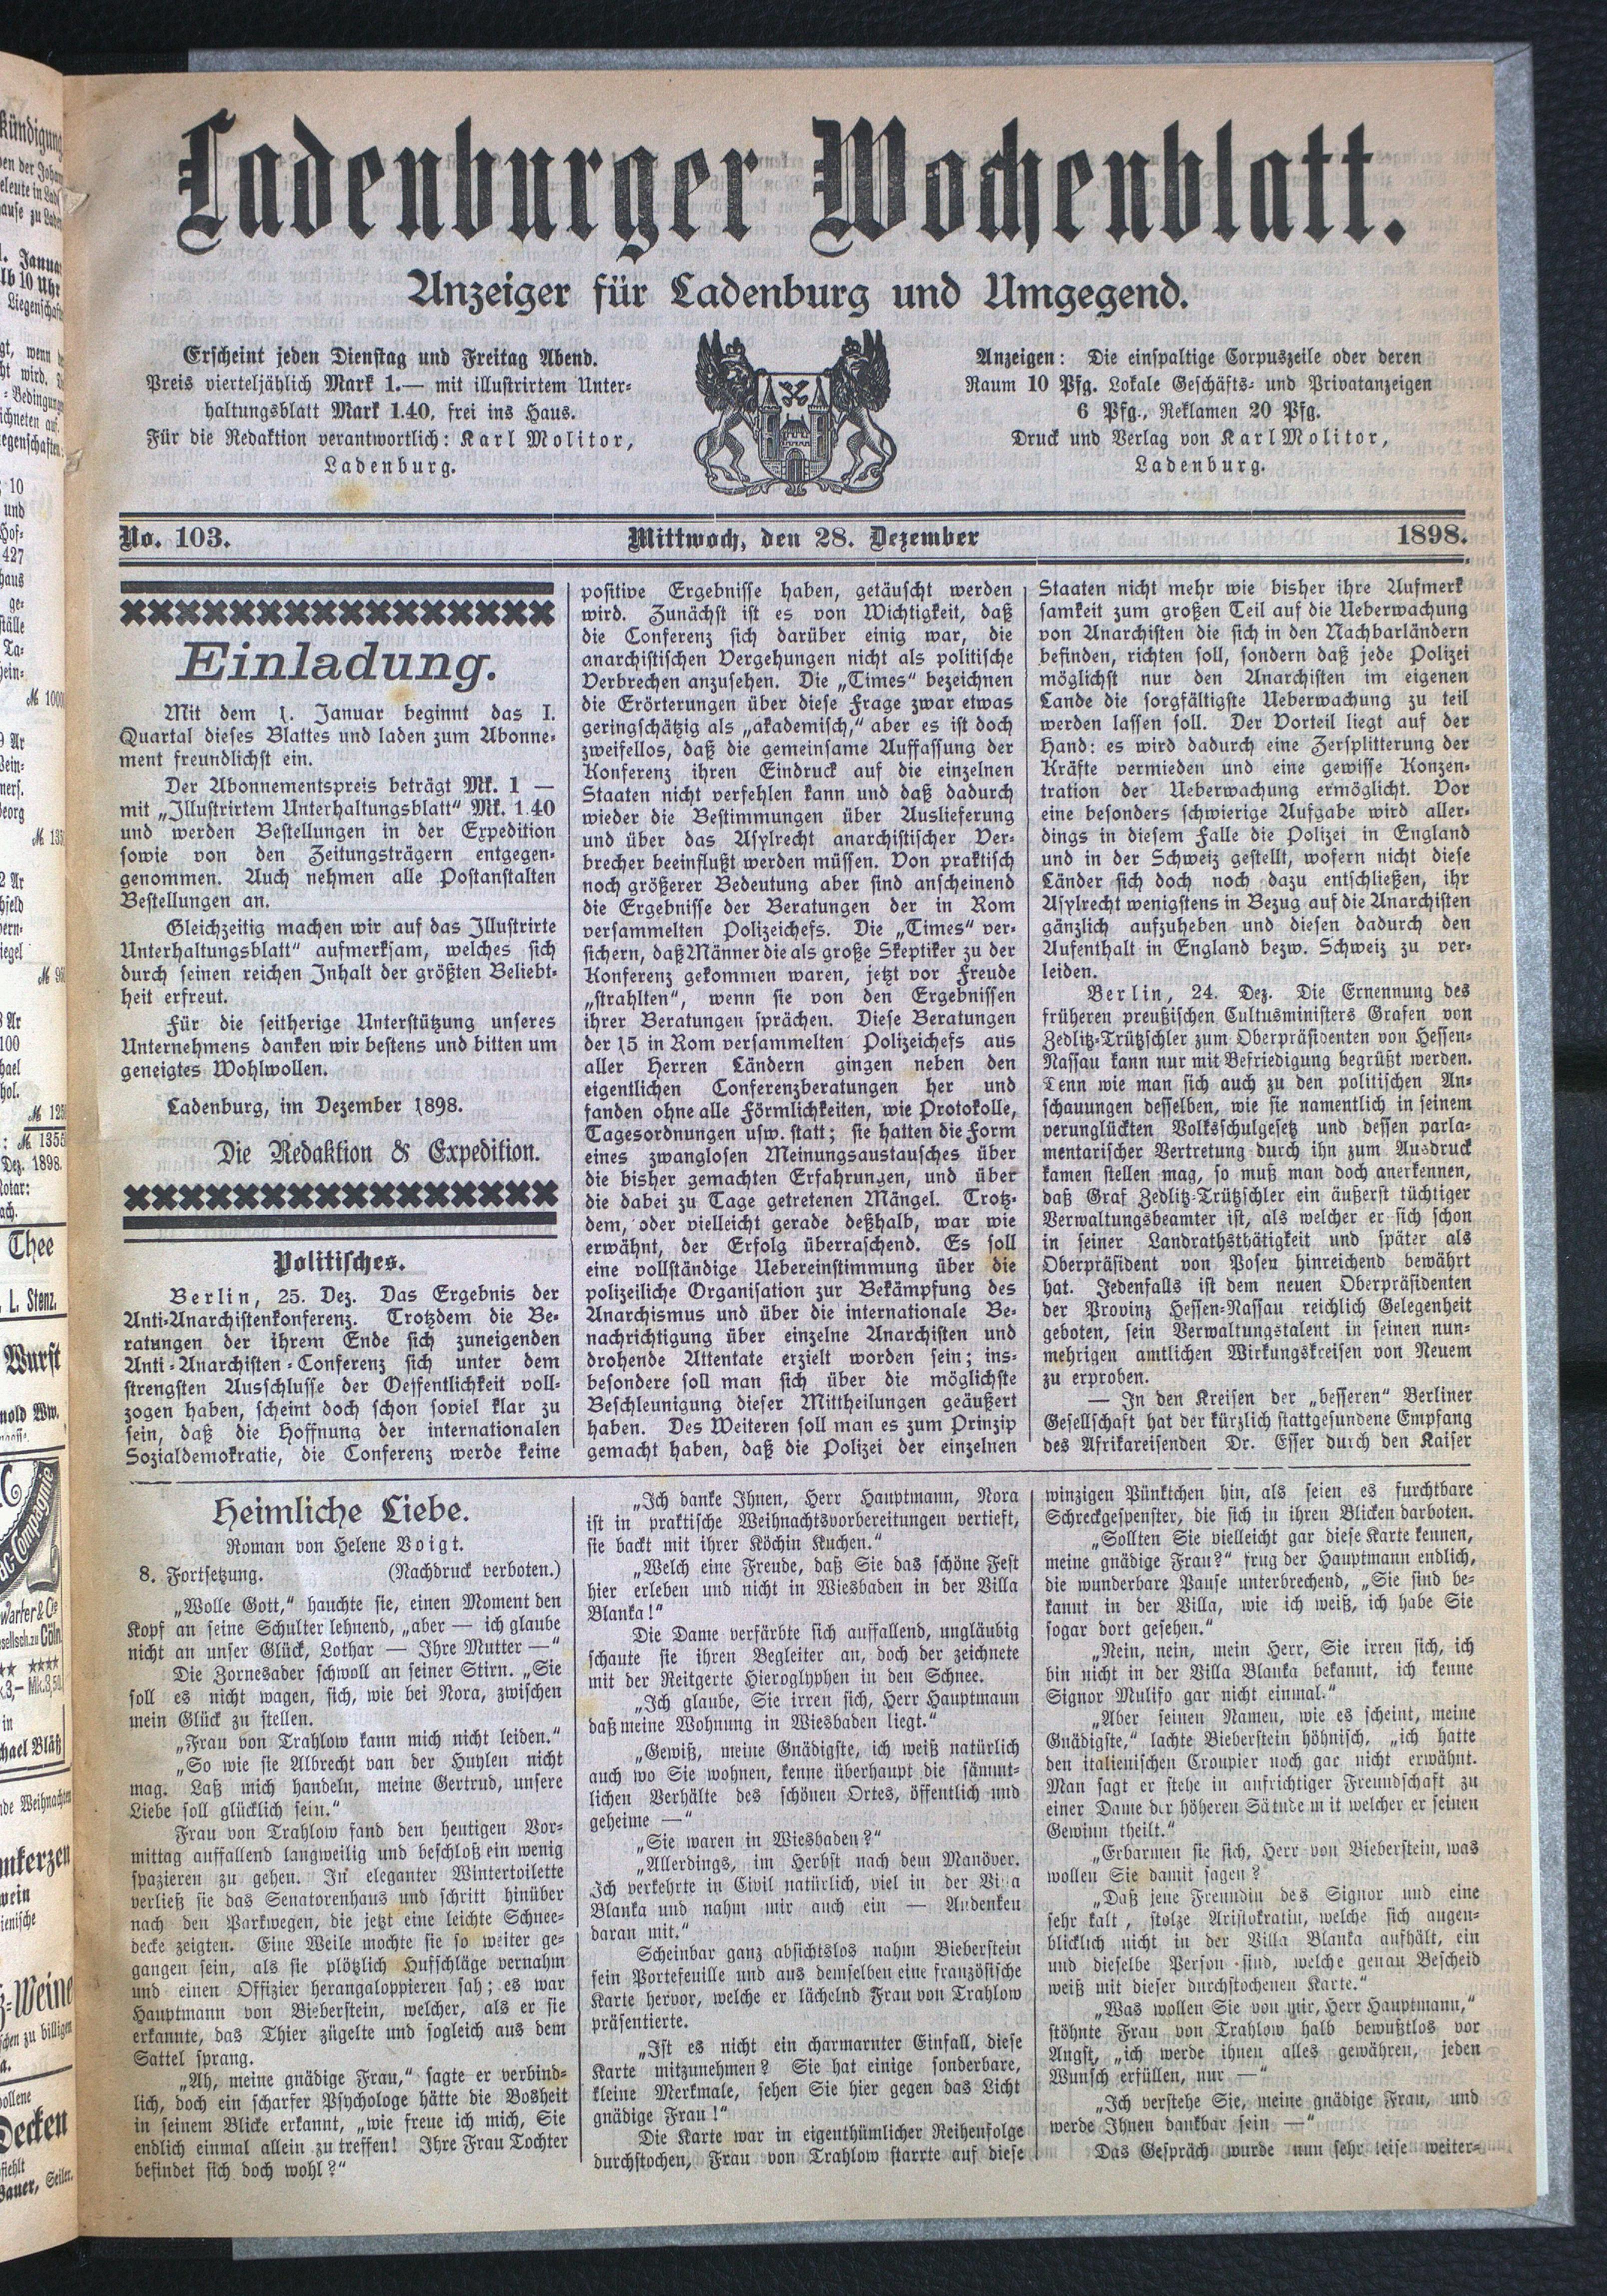 Ladenburger Wochenblatt.
Anzeiger für Ladenburg und Umgegend.
Erscheint jeden Dienstag und Freitag Abend.
Preis vierteljährlich Mark 1.— mit illustrirtem Unter-
haltungsblatt Mark 1.40, frei ins Haus.
Für die Redaktion verantwortlich: Karl Molitor,
Ladenburg.
Anzeigen: Die einspaltige Corpuszeile oder deren
Raum 10 Pfg. Lokale Geschäfts- und Privatanzeigen
6 Pfg., Reklamen 20 Pfg.
Druck und Verlag von Karl Molitor,
Ladenburg.
No. 103.
Mittwoch, den 28. Dezember
1898.
Einladung.
Mit dem 1. Januar beginnt das I.
Quartal dieses Blattes und laden zum Abonne-
ment freundlichst ein.
Der Abonnementspreis beträgt Mk. 1 —
mit „Illustrirtem Unterhaltungsblatt“ Mk. 1.40
und werden Bestellungen in der Expedition
sowie von den Zeitungsträgern entgegen-
genommen. Auch nehmen alle Postanstalten
Bestellungen an.
Gleichzeitig machen wir auf das Illustrirte
Unterhaltungsblatt“ aufmerksam, welches sich
durch seinen reichen Inhalt der größten Beliebt-
heit erfreut.
Für die seitherige Unterstützung unseres
Unternehmens danken wir bestens und bitten um
geneigtes Wohlwollen.
Ladenburg, im Dezember 1898.
Die Redaktion & Expedition.
Politisches.
Berlin, 25. Dez. Das Ergebnis der
Anti-Anarchistenkonferenz. Trotzdem die Be-
ratungen der ihrem Ende sich zuneigenden
Anti-Anarchisten-Conferenz sich unter dem
strengsten Ausschlusse der Oeffentlichkeit voll-
zogen haben, scheint doch schon soviel klar zu
sein, daß die Hoffnung der internationalen
Sozialdemokratie, die Conferenz werde keine
positive Ergebnisse haben, getäuscht werden
wird. Zunächst ist es von Wichtigkeit, daß
die Conferenz sich darüber einig war, die
anarchistischen Vergehungen nicht als politische
Verbrechen anzusehen. Die „Times“ bezeichnen
die Erörterungen über diese Frage zwar etwas
geringschätzig als „akademisch,“ aber es ist doch
zweifellos, daß die gemeinsame Auffassung der
Konferenz ihren Eindruck auf die einzelnen
Staaten nicht verfehlen kann und daß dadurch
wieder die Bestimmungen über Auslieferung
und über das Asylrecht anarchistischer Ver-
brecher beeinflußt werden müssen. Von praktisch
noch größerer Bedeutung aber sind anscheinend
die Ergebnisse der Beratungen der in Rom
versammelten Polizeichefs. Die „Times“ ver-
sichern, daß Männer die als große Skeptiker zu der
Konferenz gekommen waren, jetzt vor Freude
„strahlten“, wenn sie von den Ergebnissen
ihrer Beratungen sprächen. Diese Beratungen
der 15 in Rom versammelten Polizeichefs aus
aller Herren Ländern gingen neben den
eigentlichen Conferenzberatungen her und
fanden ohne alle Förmlichkeiten, wie Protokolle,
Tagesordnungen usw. statt; sie hatten die Form
eines zwanglosen Meinungsaustausches über
die bisher gemachten Erfahrungen, und über
die dabei zu Tage getretenen Mängel. Trotz-
dem, oder vielleicht gerade deßhalb, war wie
erwähnt, der Erfolg überraschend. Es soll
eine vollständige Uebereinstimmung über die
polizeiliche Organisation zur Bekämpfung des
Anarchismus und über die internationale Be-
nachrichtigung über einzelne Anarchisten und
drohende Attentate erzielt worden sein; ins-
besondere soll man sich über die möglichste
Beschleunigung dieser Mittheilungen geäußert
haben. Des Weiteren soll man es zum Prinzip
gemacht haben, daß die Polizei der einzelnen
Staaten nicht mehr wie bisher ihre Aufmerk
samkeit zum großen Teil auf die Ueberwachung
von Anarchisten die sich in den Nachbarländern
befinden, richten soll, sondern daß jede Polizei
möglichst nur den Anarchisten im eigenen
Lande die sorgfältigste Ueberwachung zu teil
werden lassen soll. Der Vorteil liegt auf der
Hand: es wird dadurch eine Zersplitterung der
Kräfte vermieden und eine gewisse Konzen-
tration der Ueberwachung ermöglicht. Vor
eine besonders schwierige Aufgabe wird aller-
dings in diesem Falle die Polizei in England
und in der Schweiz gestellt, wofern nicht diese
Länder sich doch noch dazu entschließen, ihr
Asylrecht wenigstens in Bezug auf die Anarchisten
gänzlich aufzuheben und diesen dadurch den
Aufenthalt in England bezw. Schweiz zu ver-
leiden.
Berlin, 24. Dez. Die Ernennung des
früheren preußischen Cultusministers Grafen von
Zedlitz-Trützschler zum Oberpräsidenten von Hessen-
Nassau kann nur mit Befriedigung begrüßt werden.
Tenn wie man sich auch zu den politischen An-
schauungen desselben, wie sie namentlich in seinem
verunglückten Volksschulgesetz und dessen parla-
mentarischer Vertretung durch ihn zum Ausdruck
kamen stellen mag, so muß man doch anerkennen,
daß Graf Zedlitz-Trützschler ein äußerst tüchtiger
Verwaltungsbeamter ist, als welcher er sich schon
in seiner Landrathsthätigkeit und später als
Oberpräsident von Posen hinreichend bewährt
hat. Jedenfalls ist dem neuen Oberpräsidenten
der Provinz Hessen-Nassau reichlich Gelegenheit
geboten, sein Verwaltungstalent in seinen nun-
mehrigen amtlichen Wirkungskreisen von Neuem
zu erproben.
— In den Kreisen der „besseren“ Berliner
Gesellschaft hat der kürzlich stattgefundene Empfang
des Afrikareisenden Dr. Esser durch den Kaiser
Heimliche Liebe.
Roman von Helene Voigt.
8. Fortsetzung. (Nachdruck verboten.)
„Wolle Gott,“ hauchte sie, einen Moment den
Kopf an seine Schulter lehnend, „aber — ich glaube
nicht an unser Glück, Lothar — Ihre Mutter —“
Die Zornesader schwoll an seiner Stirn. „Sie
soll es nicht wagen, sich, wie bei Nora, zwischen
mein Glück zu stellen.
„Frau von Trahlow kann mich nicht leiden.“
„So wie sie Albrecht van der Huylen nicht
mag. Laß mich handeln, meine Gertrud, unsere
Liebe soll glücklich sein.“
Frau von Trahlow fand den heutigen Vor-
mittag auffallend langweilig und beschloß ein wenig
spazieren zu gehen. In eleganter Wintertoilette
verließ sie das Senatorenhaus und schritt hinüber
nach den Parkwegen, die jetzt eine leichte Schnee-
decke zeigten. Eine Weile mochte sie so weiter ge-
gangen sein, als sie plötzlich Hufschläge vernahm
und einen Offizier herangaloppieren sah; es war
Hauptmann von Bieberstein, welcher, als er sie
erkannte, das Thier zügelte und sogleich aus dem
Sattel sprang.
„Ah, meine gnädige Frau,“ sagte er verbind-
lich, doch ein scharfer Psychologe hätte die Bosheit
in seinem Blicke erkannt, „wie freue ich mich, Sie
endlich einmal allein zu treffen! Ihre Frau Tochter
befindet sich doch wohl?“
„Ich danke Ihnen, Herr Hauptmann, Nora
ist in praktische Weihnachtsvorbereitungen vertieft,
sie backt mit ihrer Köchin Kuchen.“
„Welch eine Freude, daß Sie das schöne Fest
hier erleben und nicht in Wiesbaden in der Villa
Blanka!“
Die Dame verfärbte sich auffallend, ungläubig
schaute sie ihren Begleiter an, doch der zeichnete
mit der Reitgerte Hieroglyphen in den Schnee.
„Ich glaube, Sie irren sich, Herr Hauptmann
daß meine Wohnung in Wiesbaden liegt.“
„Gewiß, meine Gnädigste, ich weiß natürlich
auch wo Sie wohnen, kenne überhaupt die sämmt-
lichen Verhälte des schönen Ortes, öffentlich und
geheime —“
„Sie waren in Wiesbaden?“
„Allerdings, im Herbst nach dem Manöver.
Ich verkehrte in Civil natürlich, viel in der
Blanka und nahm mir auch ein — Andenken
daran mit.“
Scheinbar ganz absichtslos nahm Bieberstein
sein Portefeuille und aus demselben eine französische
Karte hervor, welche er lächelnd Frau von Trahlow
präsentierte.
„Ist es nicht ein charmarnter Einfall, diese
Karte mitzunehmen? Sie hat einige sonderbare,
kleine Merkmale, sehen Sie hier gegen das Licht
gnädige Frau!“
Die Karte war in eigenthümlicher Reihenfolge
durchstochen, Frau von Trahlow starrte auf diese
winzigen Pünktchen hin, als seien es furchtbare
Schreckgespenster, die sich in ihren Blicken darboten.
„Sollten Sie vielleicht gar diese Karte kennen,
meine gnädige Frau?“ frug der Hauptmann endlich,
die wunderbare Pause unterbrechend, „Sie sind be-
kannt in der Villa, wie ich weiß, ich habe Sie
sogar dort gesehen.“
„Nein, nein, mein Herr, Sie irren sich, ich
bin nicht in der Villa Blanka bekannt, ich kenne
Signor Mulifo gar nicht einmal.“
„Aber seinen Namen, wie es scheint, meine
Gnädigste,“ lachte Bieberstein höhnisch, „ich hatte
den italienischen Croupier noch gar nicht erwähnt.
Man sagt er stehe in aufrichtiger Freundschaft zu
einer Dame der höheren Sätnde mit welcher er seinen
Gewinn theilt.“
„Erbarmen sie sich, Herr von Bieberstein, was
wollen Sie damit sagen?
„Daß jene Freundin des Signor und eine
sehr kalt, stolze Aristokratin, welche sich augen-
blicklich nicht in der Villa Blanka aufhält, ein
und dieselbe Person sind, welche genau Bescheid
weiß mit dieser durchstochenen Karte.“
„Was wollen Sie von mir, Herr Hauptmann,“
stöhnte Frau von Trahlow halb bewußtlos vor
Angst, „ich werde ihnen alles gewähren, jeden
Wunsch erfüllen, nur —“
„Ich verstehe Sie, meine gnädige Frau, und
werde Ihnen dankbar sein —“
Das Gespräch wurde nun sehr leise weiter-